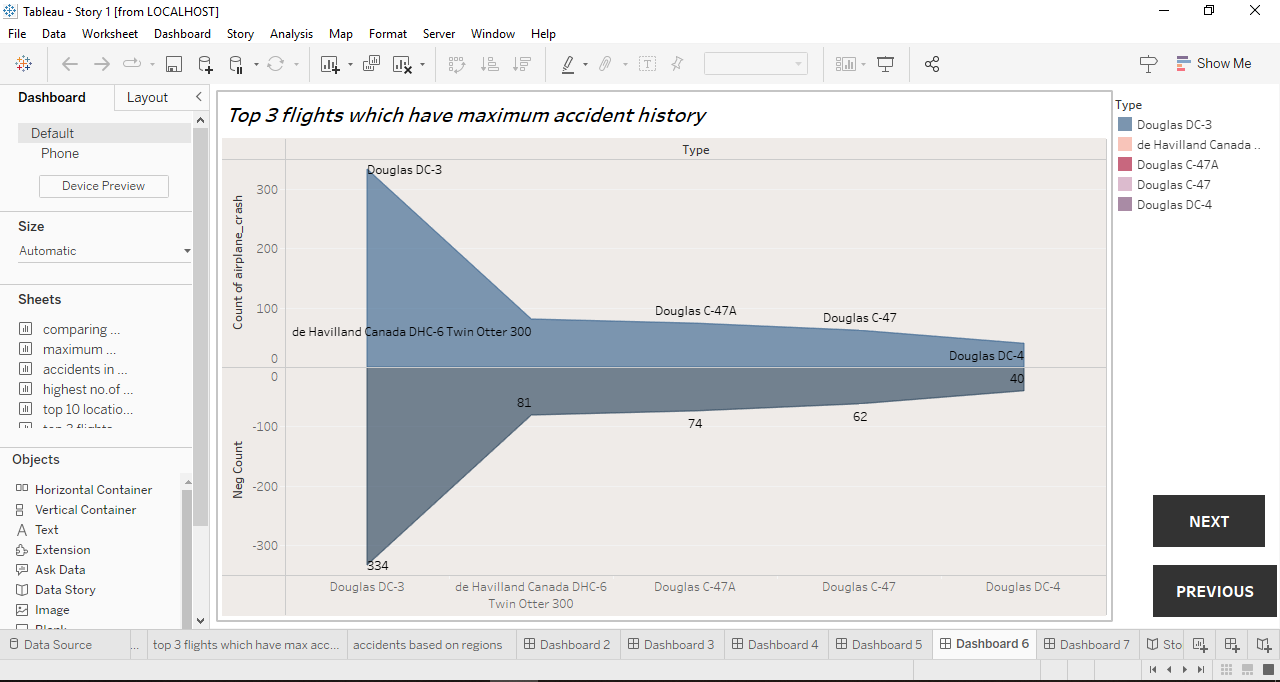 Tableau - Story 1 [from LOCALHOST]
File Data Worksheet Dashboard Story Analysis Map Format Server Window Help
Show Me
Dashboard Layout
Default
Phone
Device Preview
Size
Automatic
Sheets
comparing ...
maximum ...
accidents in ...
highest no.of ...
top 10 locatio...
top 3 flights
Objects
Horizontal Container
Vertical Container
Text
Extension
Ask Data
Data Story
Image
Top 3 flights which have maximum accident history
Type
Count of airplane_crash
300
200
100
0
Douglas DC-3
de Havilland Canada DHC-6 Twin Otter 300
Douglas C-47A
Douglas C-47
Douglas DC-4
Neg Count
0
-100
-200
-300
334
81
74
62
40
Douglas DC-3
de Havilland Canada DHC-6
Twin Otter 300
Douglas C-47A
Douglas C-47
Douglas DC-4
Type
Douglas DC-3
de Havilland Canada ..
Douglas C-47A
Douglas C-47
Douglas DC-4
NEXT
PREVIOUS
Data Source ... top 3 flights which have max acc... accidents based on regions Dashboard 2 Dashboard 3 Dashboard 4 Dashboard 5 Dashboard 6 Dashboard 7 Sto